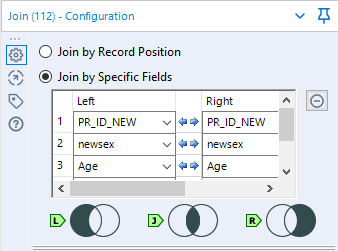 Join (112) - Configuration
Join by Record Position
Join by Specific Fields
Left Right
1 PR_ID_NEW PR_ID_NEW
2 newsex newsex
3 Age Age
L J R